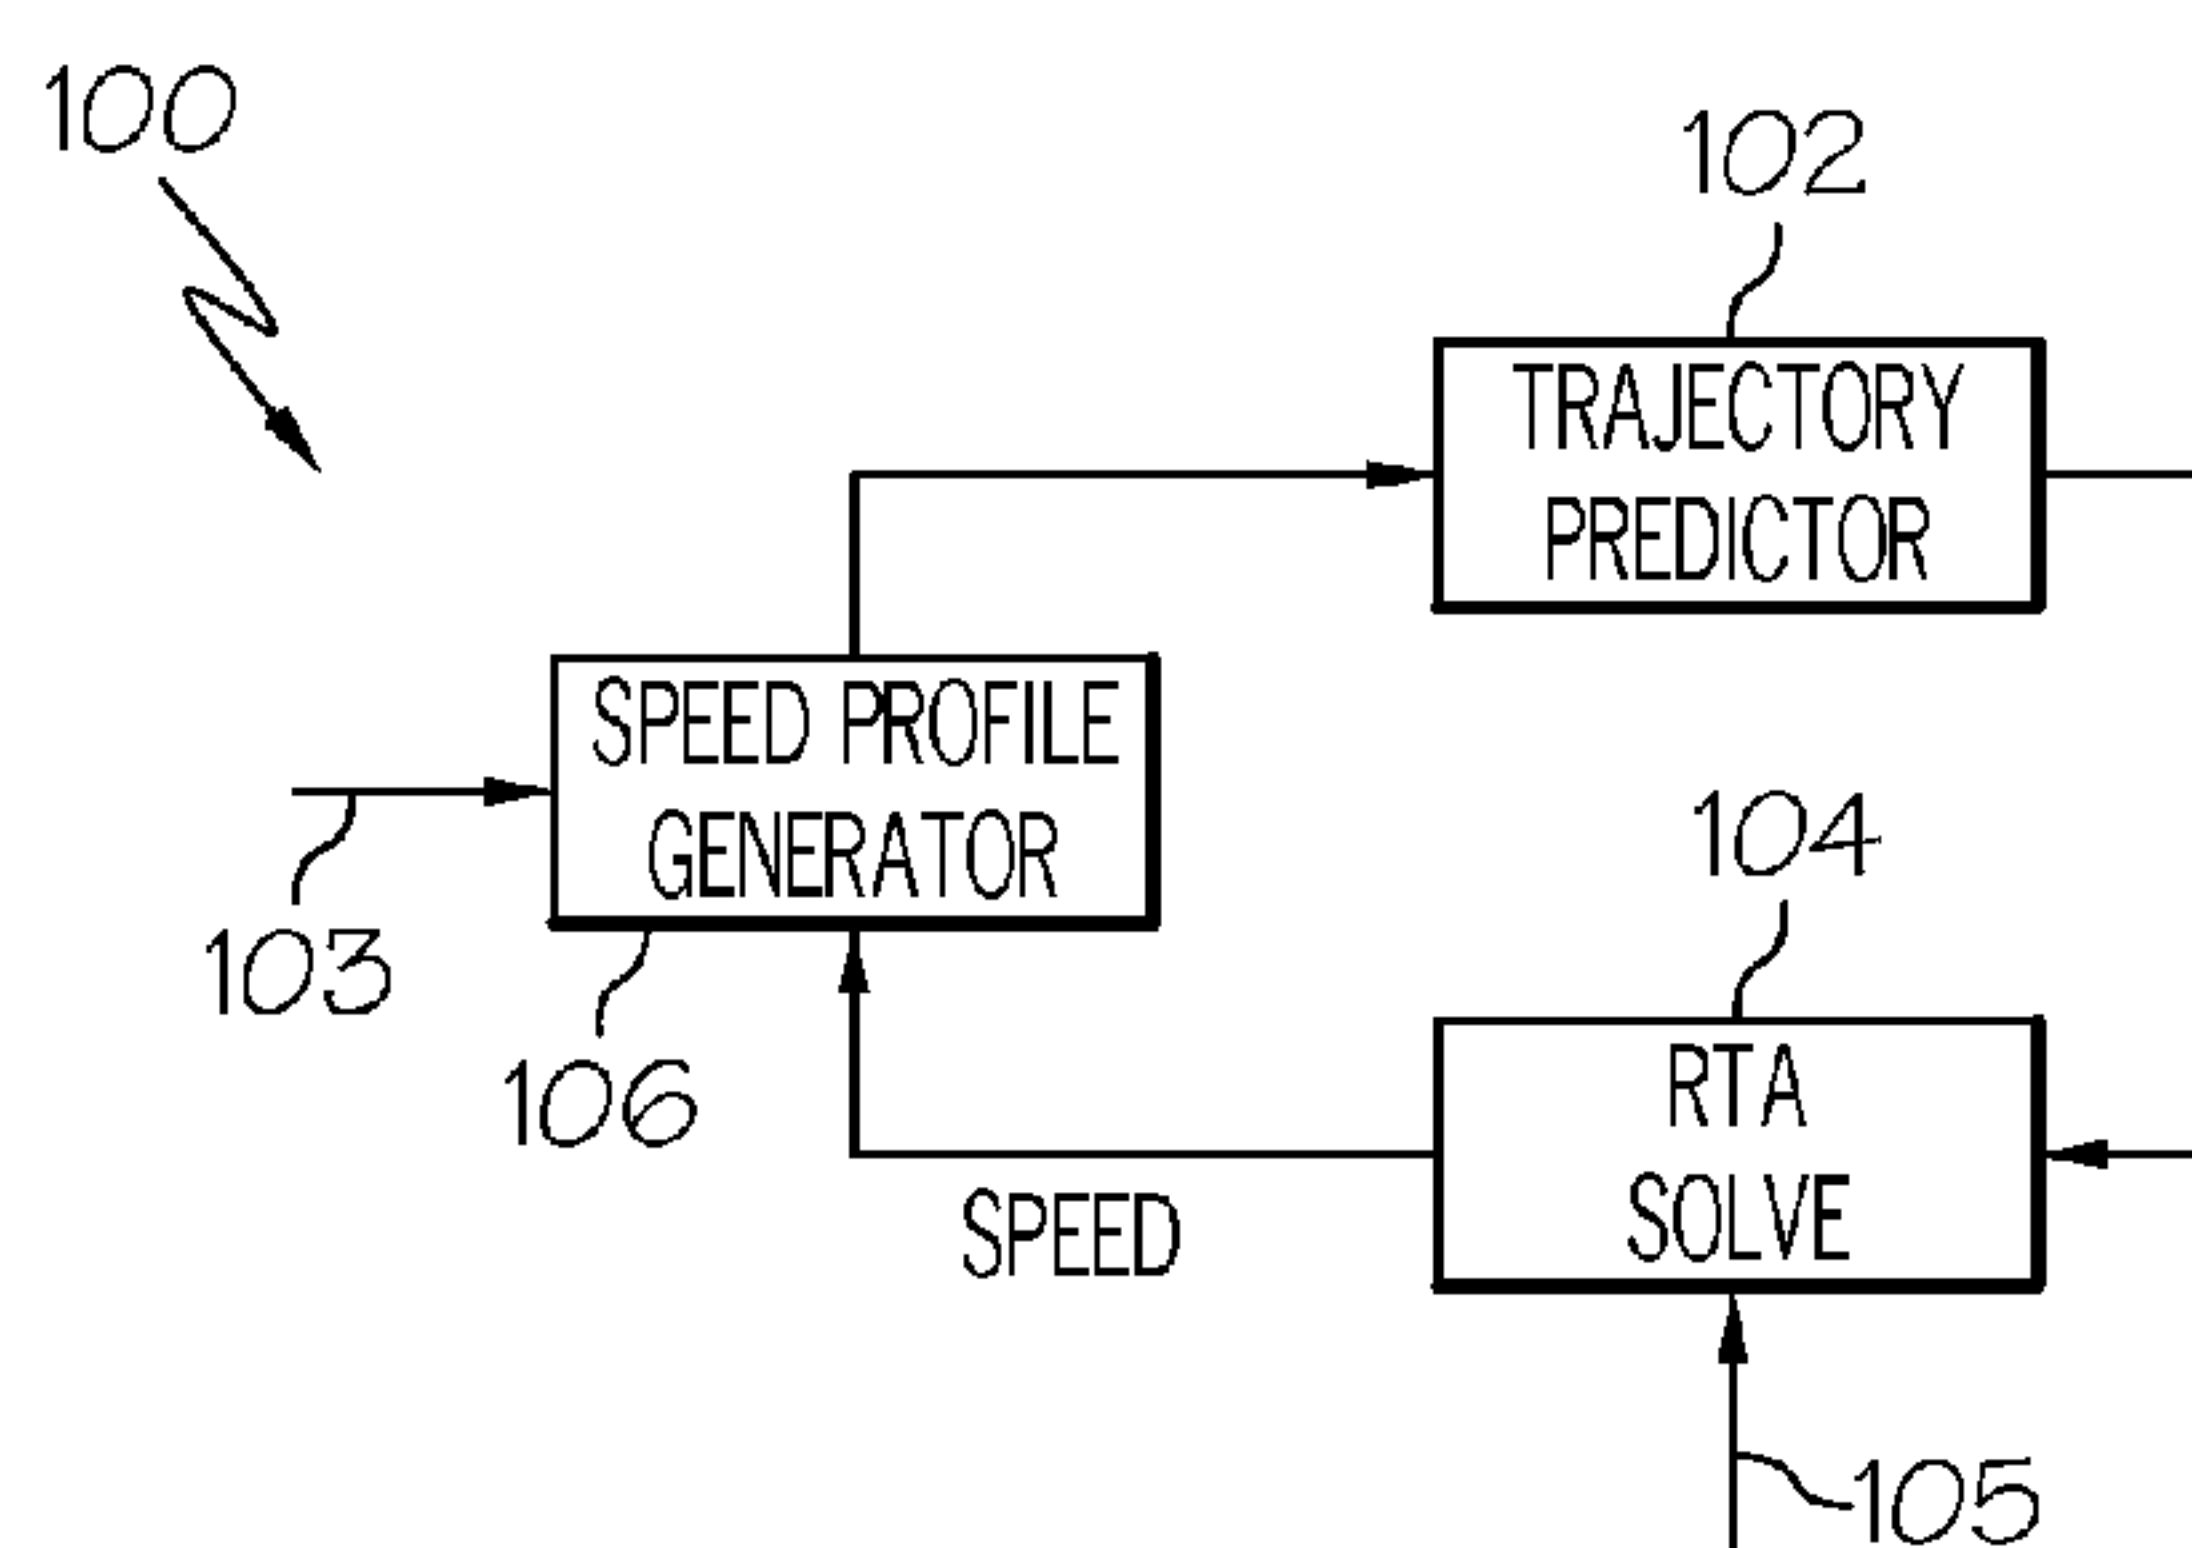 100
102
TRAJECTORY
PREDICTOR
SPEED PROFILE
GENERATOR
103
106
104
RTA
SOLVE
SPEED
105